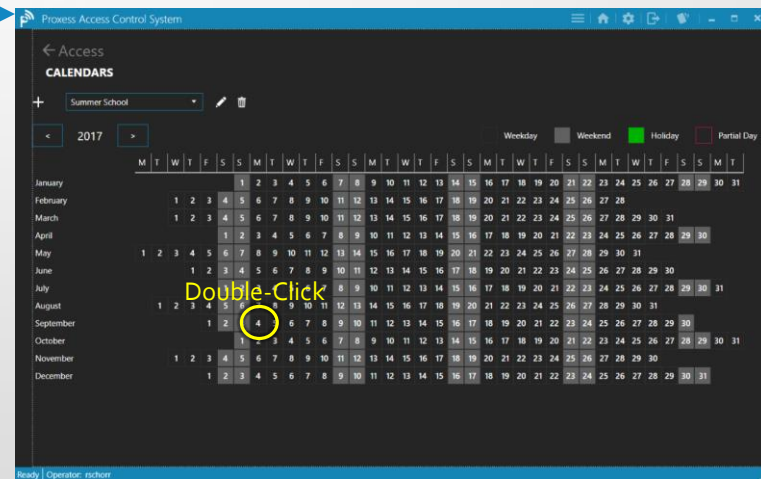 Proxess Access Control System
Access
CALENDARS
Summer School
< 2017 > Weekday Weekend Holiday Partial Day
M T W T F S S M T W T F S S M T W T F S S M T W T F S S M T W T F S S M T
January 1 2 3 4 5 6 7 8 9 10 11 12 13 14 15 16 17 18 19 20 21 22 23 24 25 26 27 28 29 30 31
February 1 2 3 4 5 6 7 8 9 10 11 12 13 14 15 16 17 18 19 20 21 22 23 24 25 26 27 28
March 1 2 3 4 5 6 7 8 9 10 11 12 13 14 15 16 17 18 19 20 21 22 23 24 25 26 27 28 29 30 31
April 1 2 3 4 5 6 7 8 9 10 11 12 13 14 15 16 17 18 19 20 21 22 23 24 25 26 27 28 29 30
May 1 2 3 4 5 6 7 8 9 10 11 12 13 14 15 16 17 18 19 20 21 22 23 24 25 26 27 28 29 30 31
June 1 2 3 4 5 6 7 8 9 10 11 12 13 14 15 16 17 18 19 20 21 22 23 24 25 26 27 28 29 30
Double-Click
July 8 9 10 11 12 13 14 15 16 17 18 19 20 21 22 23 24 25 26 27 28 29 30 31
August 1 2 3 4 5 6 8 9 10 11 12 13 14 15 16 17 18 19 20 21 22 23 24 25 26 27 28 29 30 31
September 1 2 4 6 7 8 9 10 11 12 13 14 15 16 17 18 19 20 21 22 23 24 25 26 27 28 29 30
October 2 3 4 5 6 7 8 9 10 11 12 13 14 15 16 17 18 19 20 21 22 23 24 25 26 27 28 29 30 31
November 1 2 3 4 5 6 7 8 9 10 11 12 13 14 15 16 17 18 19 20 21 22 23 24 25 26 27 28 29 30
December 1 2 3 4 5 6 7 8 9 10 11 12 13 14 15 16 17 18 19 20 21 22 23 24 25 26 27 28 29 30 31
Ready Operator: rschorr